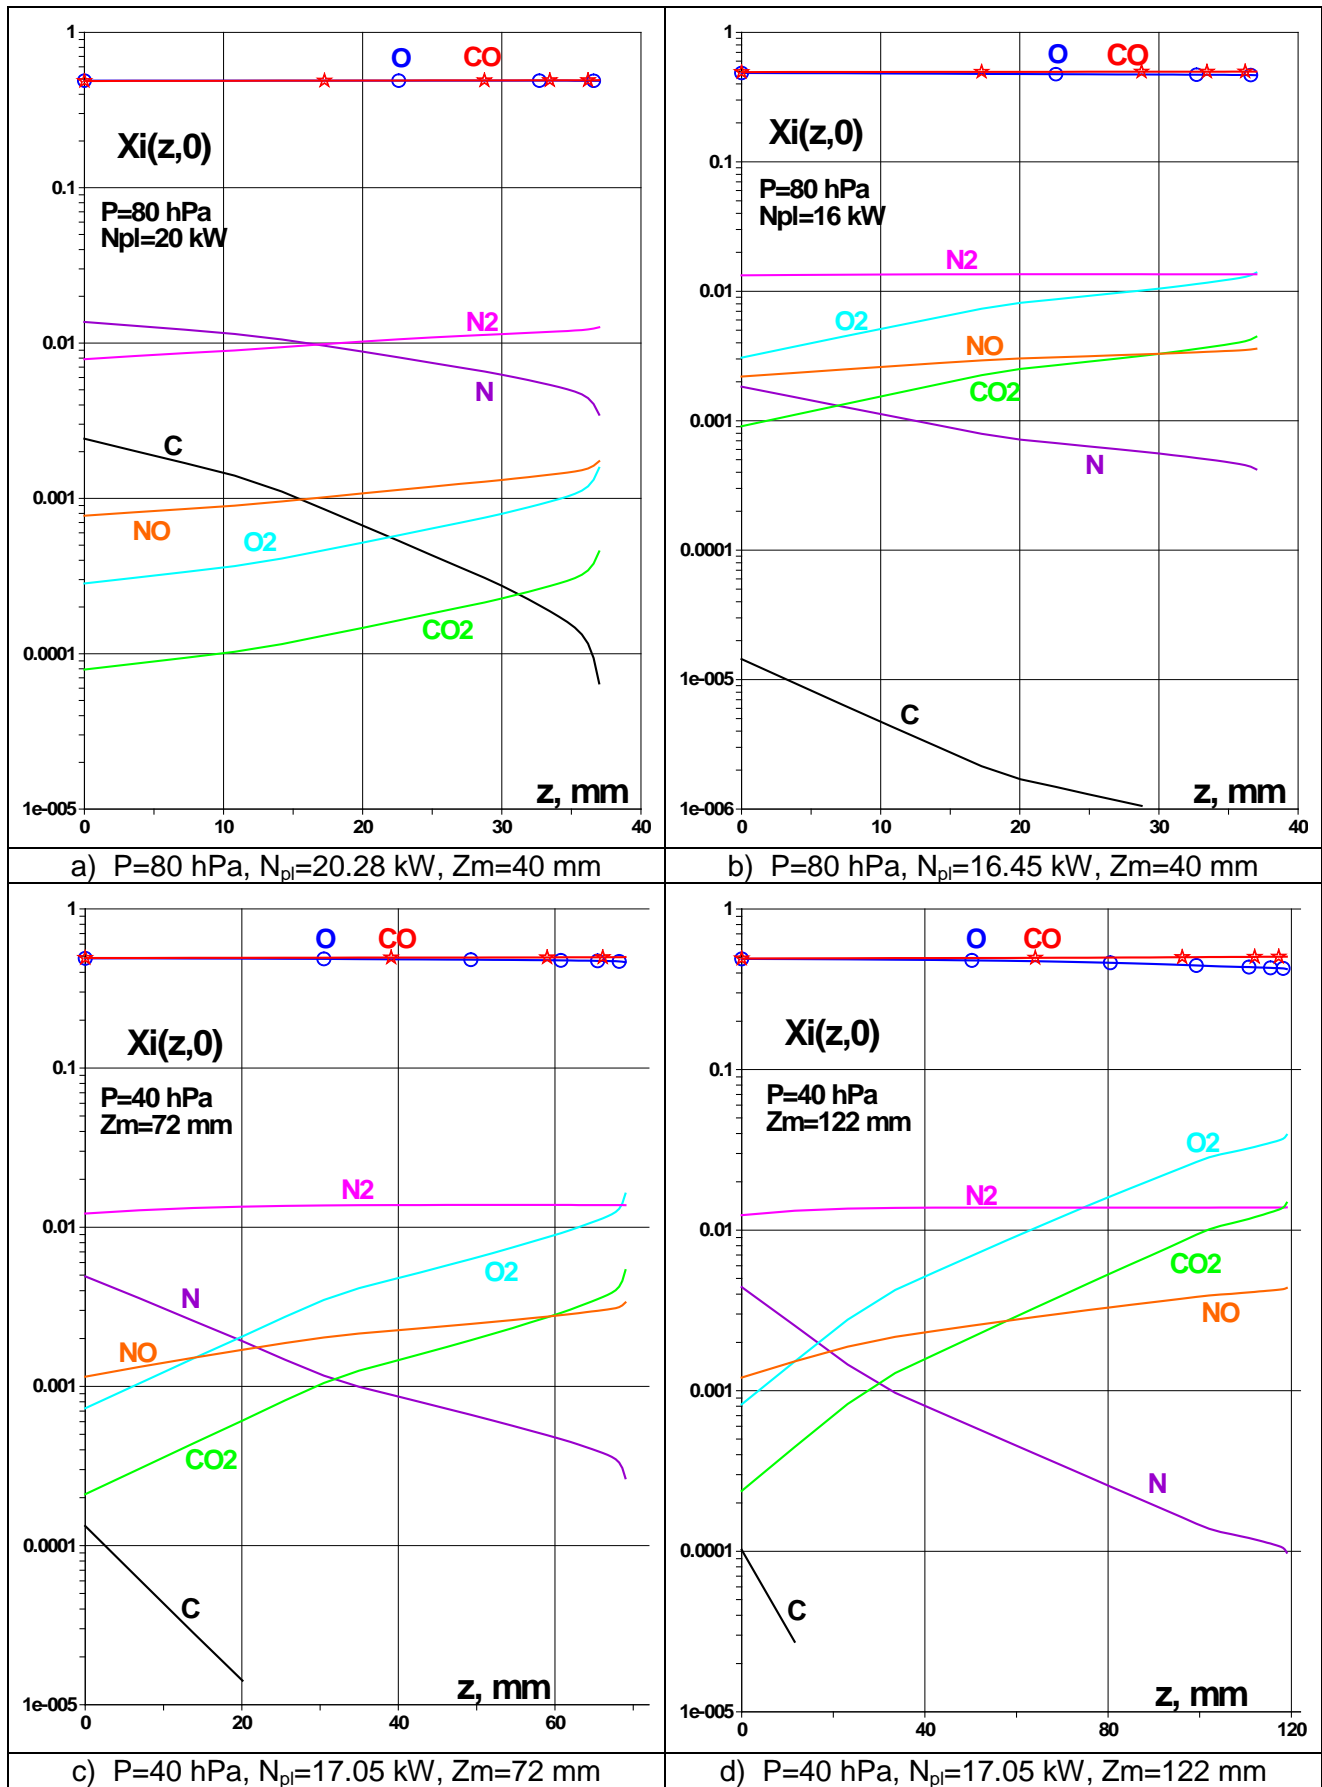 1
O CO
Xi(z,0)
0.1
P=80 hPa
Npl=20 kW
N2
0.01
N
C
0.001
NO
O2
CO2
0.0001
z, mm
1e-005
0 10 20 30 40
a) P=80 hPa, Npl=20.28 kW, Zm=40 mm
1
O CO
Xi(z,0)
0.1
P=80 hPa
Npl=16 kW
N2
0.01
O2
NO
CO2
0.001
N
0.0001
1e-005
C
z, mm
1e-006
0 10 20 30 40
b) P=80 hPa, Npl=16.45 kW, Zm=40 mm
1
O CO
Xi(z,0)
0.1
P=40 hPa
Zm=72 mm
N2
0.01
O2
N
NO
0.001
CO2
0.0001
C
z, mm
1e-005
0 20 40 60
c) P=40 hPa, Npl=17.05 kW, Zm=72 mm
1
O CO
Xi(z,0)
0.1
P=40 hPa
Zm=122 mm
O2
N2
0.01
CO2
NO
0.001
N
0.0001
C
z, mm
1e-005
0 40 80 120
d) P=40 hPa, Npl=17.05 kW, Zm=122 mm